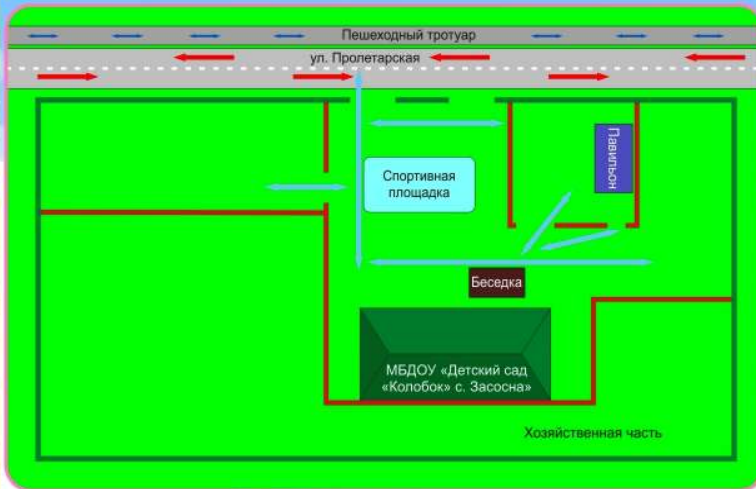 Пешеходный тротуар
ул. Пролетарская
Павильон
Спортивная
площадка
Беседка
МБДОУ «Детский сад
«Колобок» с. Засосна»
Хозяйственная часть